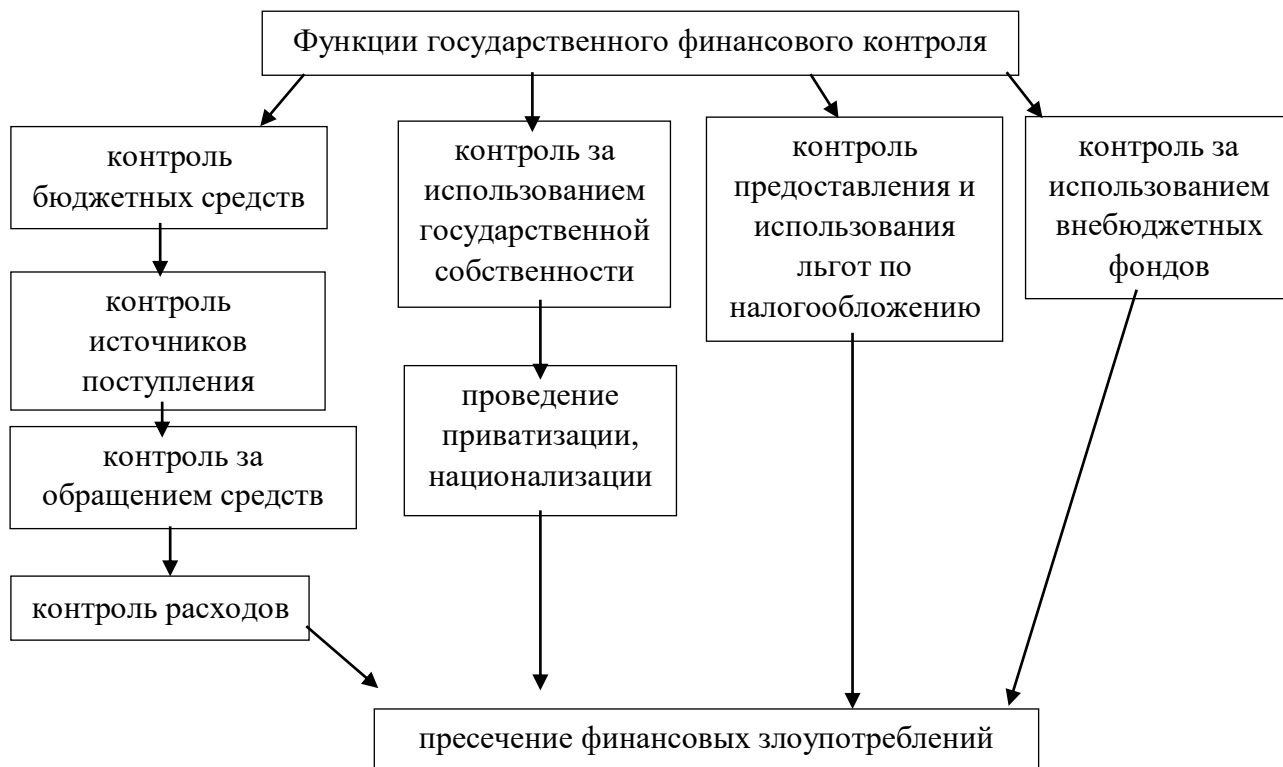 Функции государственного финансового контроля
контроль
бюджетных средств
контроль
источников
поступления
контроль за
обращением средств
контроль расходов
контроль за
использованием
государственной
собственности
проведение
приватизации,
национализации
контроль
предоставления и
использования
льгот по
налогообложению
контроль за
использованием
внебюджетных
фондов
пресечение финансовых злоупотреблений